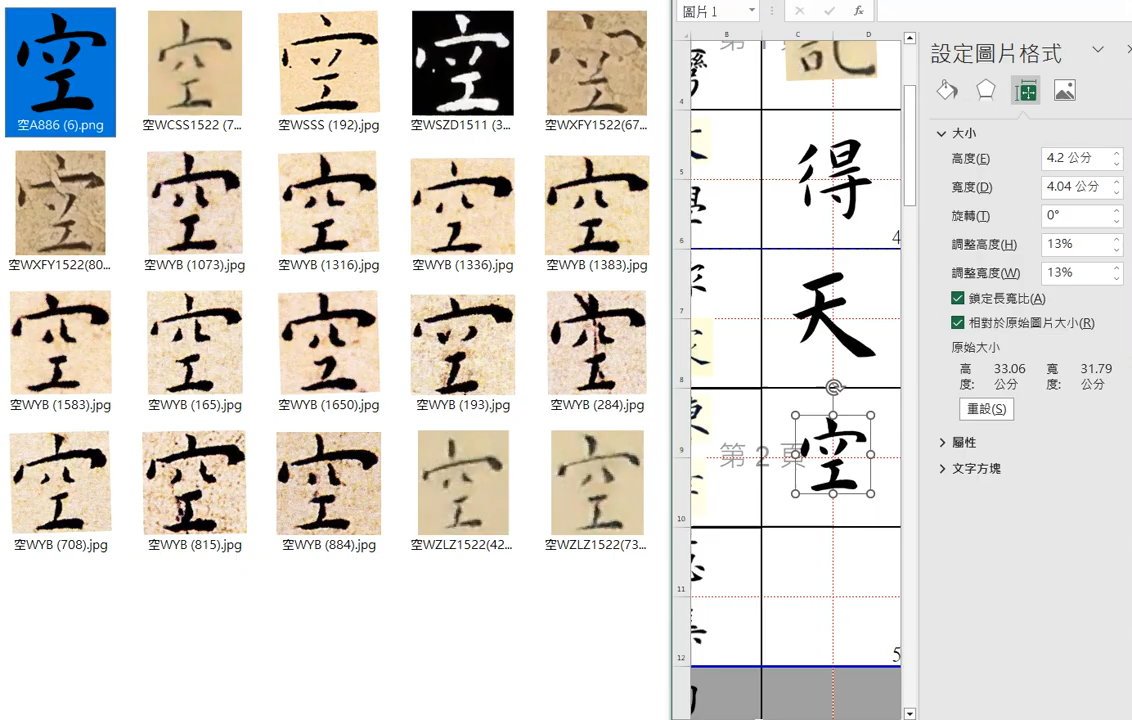 空A886 (6).png
空WCSS1522 (7...
空WSSS (192).jpg
空WSZD1511 (3...
空WXFY1522(67...
空WXFY1522(80...
空WYB (1073).jpg
空WYB (1316).jpg
空WYB (1336).jpg
空WYB (1383).jpg
空WYB (1583).jpg
空WYB (165).jpg
空WYB (1650).jpg
空WYB (193).jpg
空WYB (284).jpg
空WYB (708).jpg
空WYB (815).jpg
空WYB (884).jpg
空WZLZ1522(42...
空WZLZ1522(73...
圖片 1
fx
B
C
D
記
4
得
5
6
4
7
天
8
9
第 2 頁
空
10
11
12
5
設定圖片格式
大小
高度(E)
4.2 公分
寬度(D)
4.04 公分
旋轉(T)
0°
調整高度(H)
13%
調整寬度(W)
13%
鎖定長寬比(A)
相對於原始圖片大小(R)
原始大小
高度:
33.06 公分
寬度:
31.79 公分
重設(S)
屬性
文字方塊